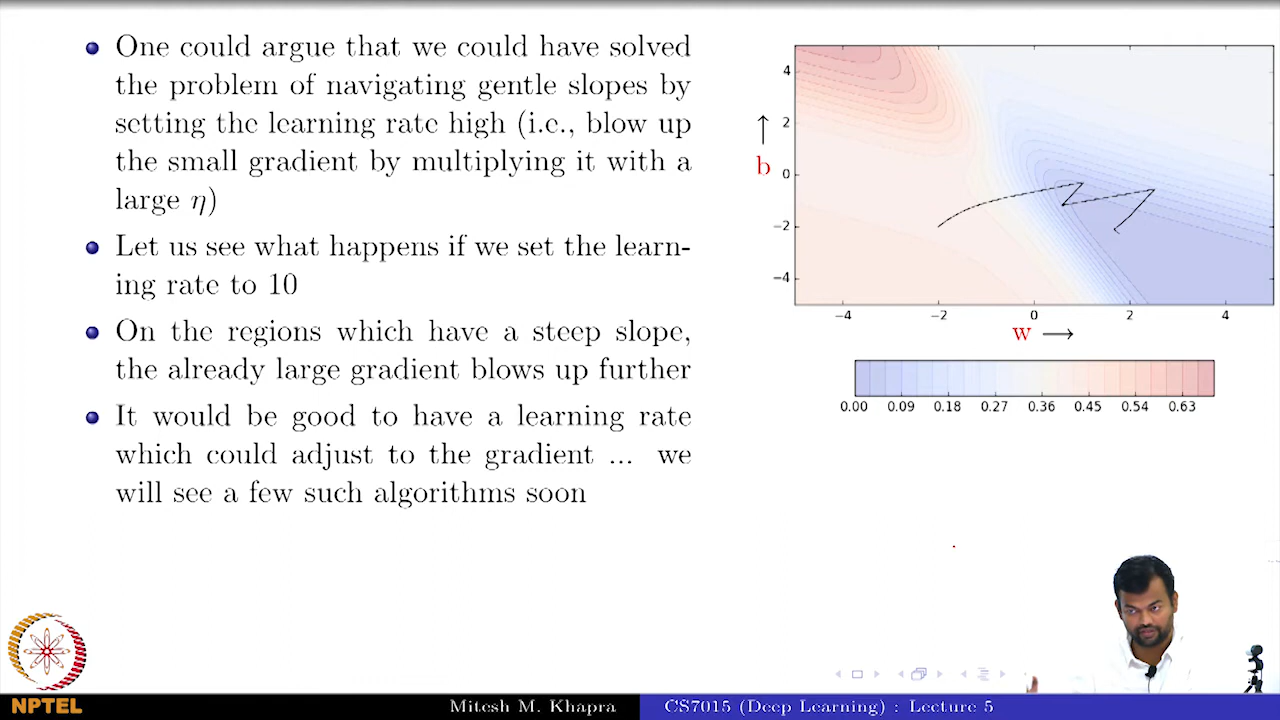 One could argue that we could have solved
the problem of navigating gentle slopes by
setting the learning rate high (i.e., blow up
the small gradient by multiplying it with a
large η)
Let us see what happens if we set the learn-
ing rate to 10
On the regions which have a steep slope,
the already large gradient blows up further
It would be good to have a learning rate
which could adjust to the gradient ... we
will see a few such algorithms soon
4
2
0
−2
−4
↑
b
−4 −2 0 2 4
w →
0.00 0.09 0.18 0.27 0.36 0.45 0.54 0.63
NPTEL
Mitesh M. Khapra
CS7015 (Deep Learning) : Lecture 5